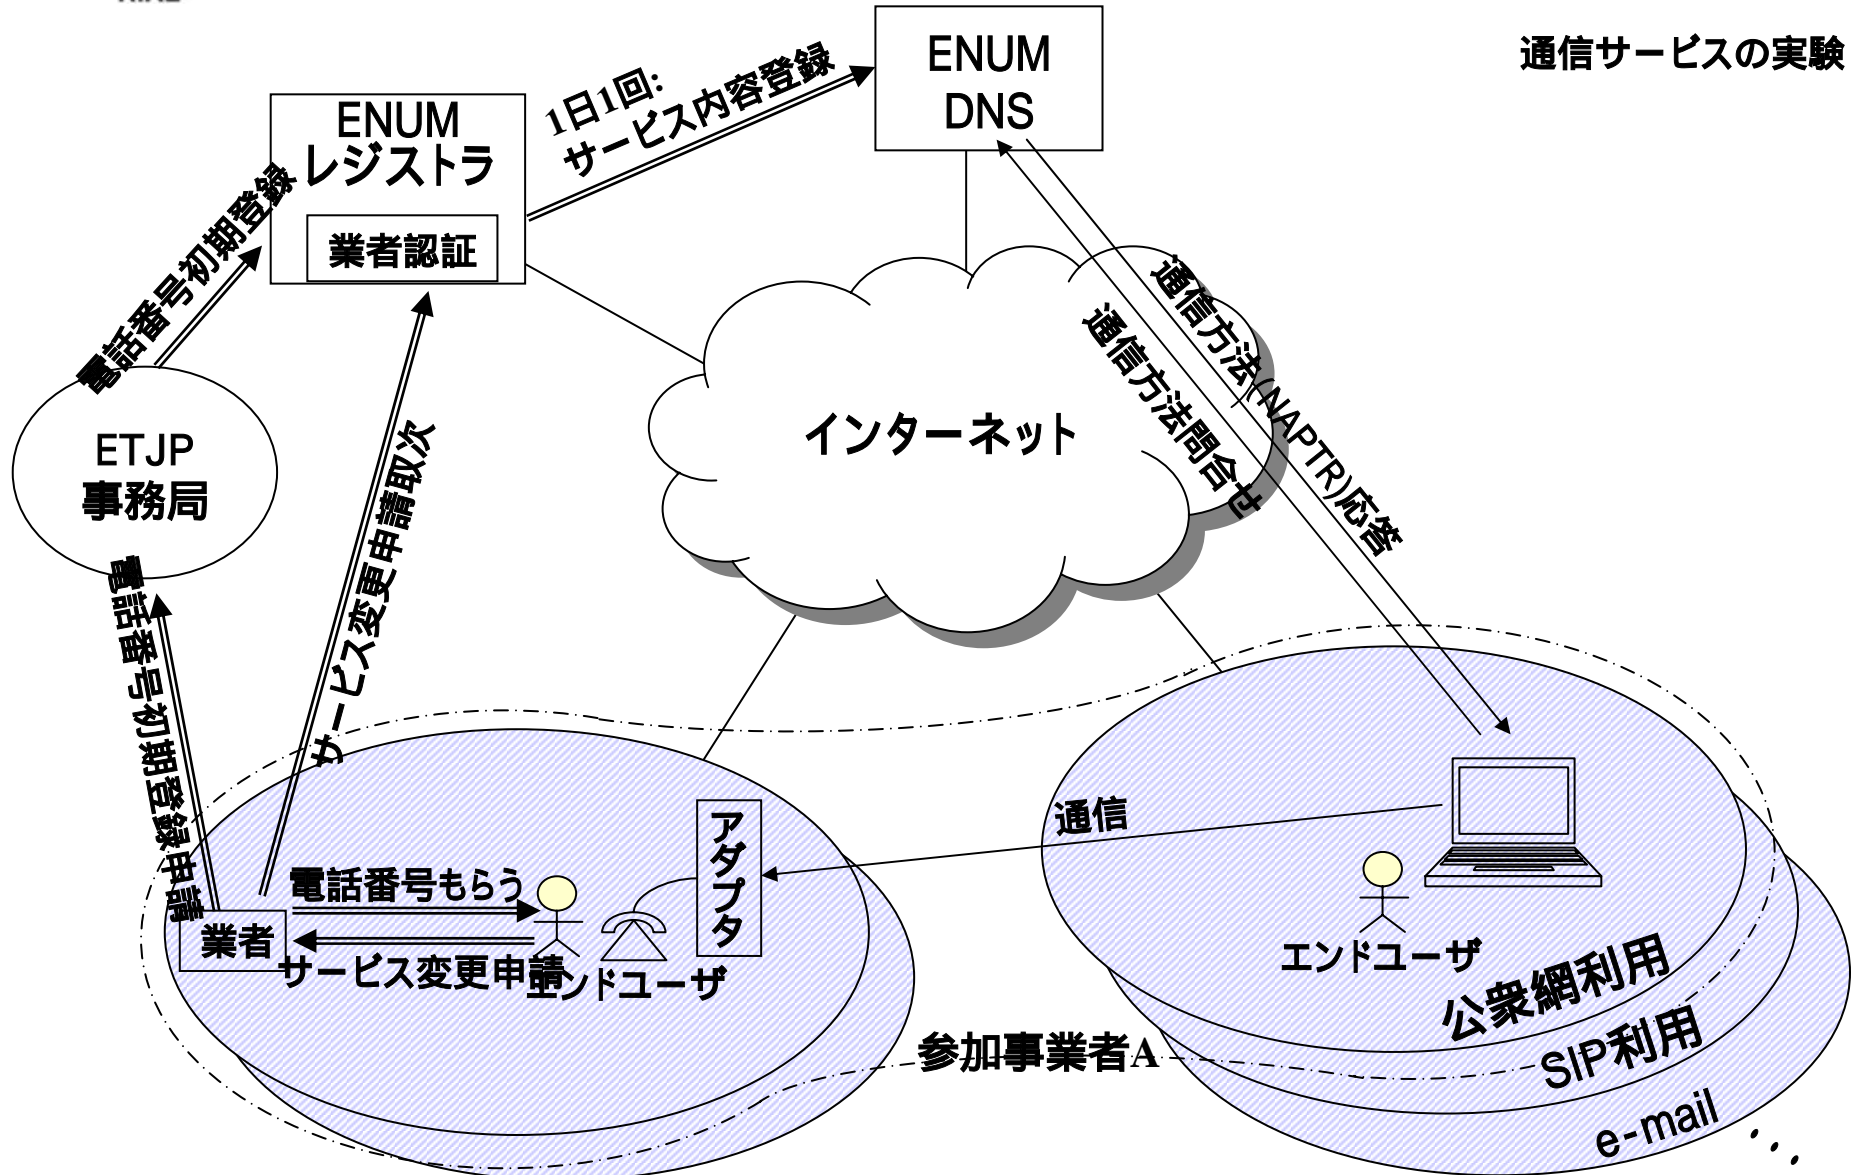 通信サービスの実験
ENUM
DNS
1日1回:
サービス内容登録
ENUM
レジストラ
業者認証
電話番号初期登録
ETJP
事務局
サービス変更申請取次
電話番号初期登録申請
インターネット
通信方法(NAPTR)応答
通信方法問合せ
通信
アダプタ
電話番号もらう
業者
サービス変更申請
エンドユーザ
エンドユーザ
公衆網利用
SIP利用
e-mail
・・・
参加事業者A